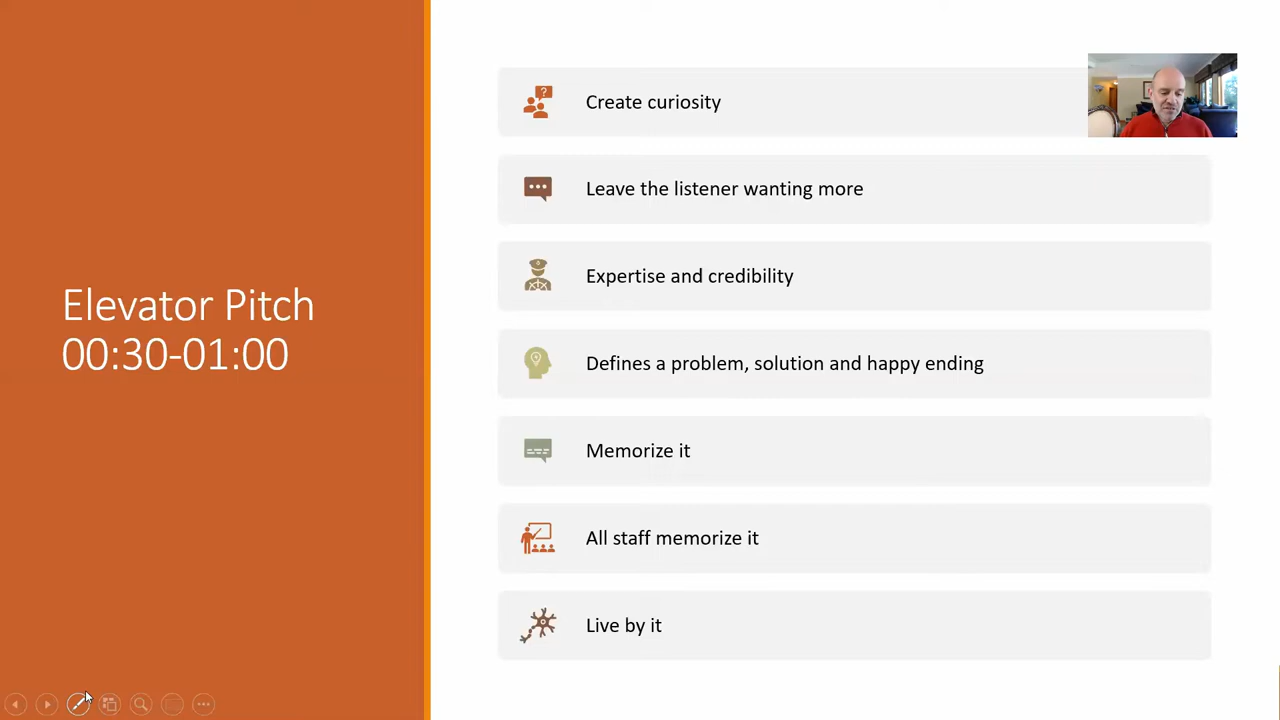 Elevator Pitch
00:30-01:00
Create curiosity
Leave the listener wanting more
Expertise and credibility
Defines a problem, solution and happy ending
Memorize it
All staff memorize it
Live by it